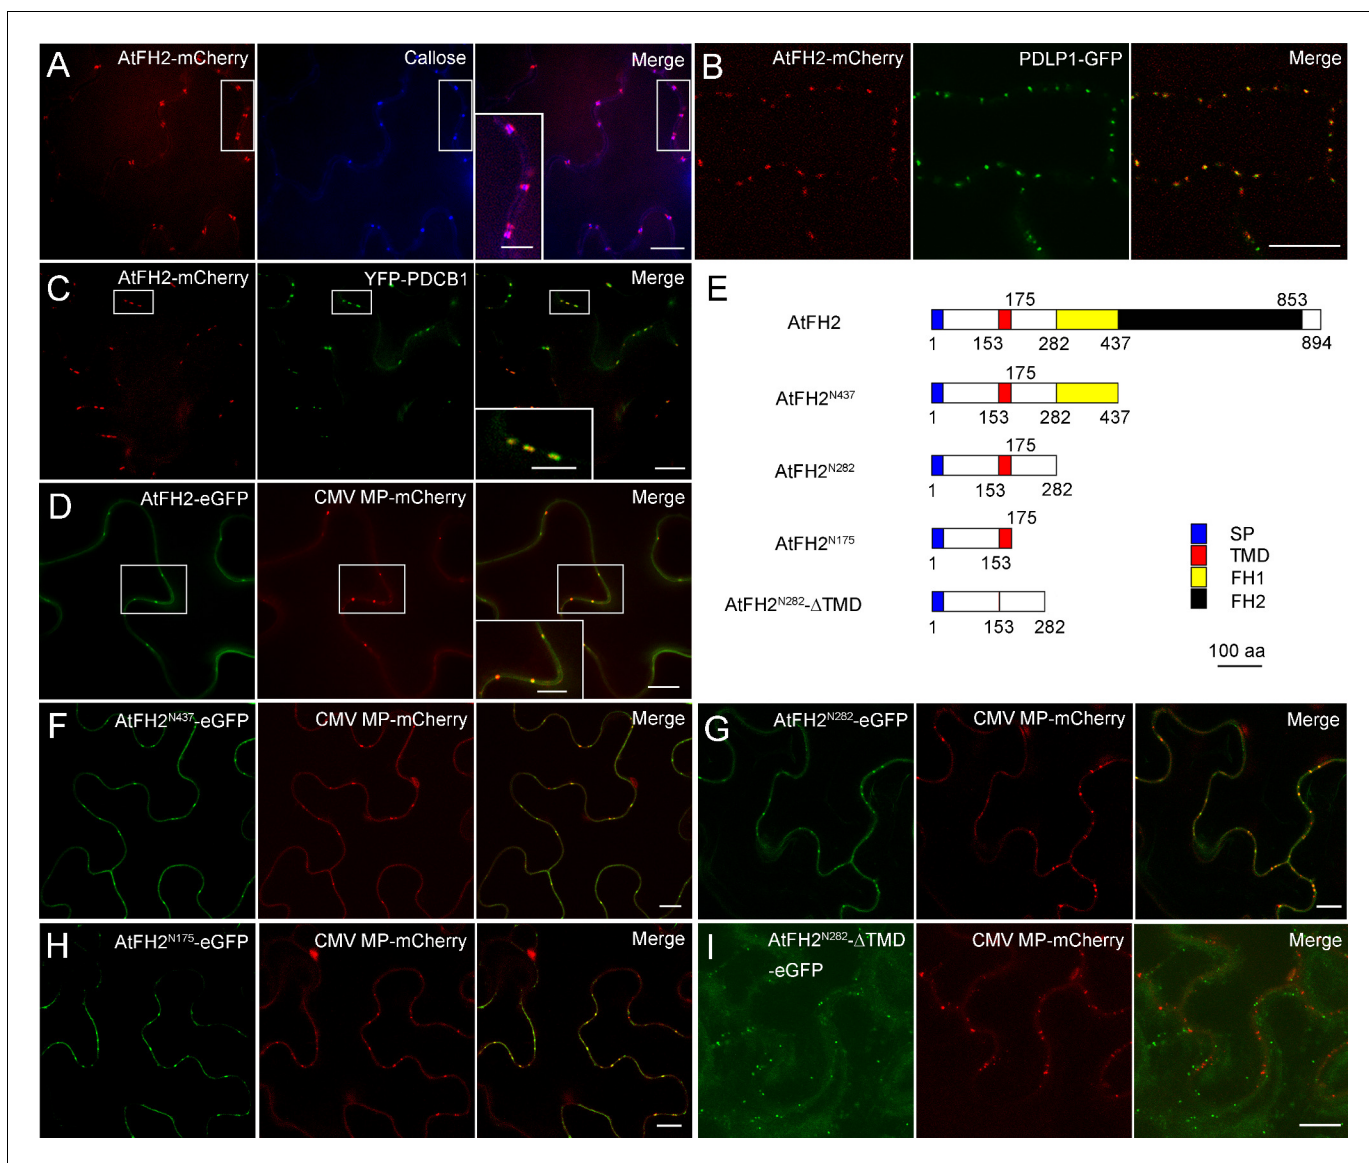 A AtFH2-mCherry Callose Merge
B AtFH2-mCherry PDLP1-GFP Merge
C AtFH2-mCherry YFP-PDCB1 Merge
D AtFH2-eGFP CMV MP-mCherry Merge
E
175 853
AtFH2
1 153 282 437 894
175
AtFH2N437
1 153 282 437
175
AtFH2N282
1 153 282
175
AtFH2N175
1 153
AtFH2N282-ΔTMD
1 153 282
SP
TMD
FH1
FH2
100 aa
F AtFH2N437-eGFP CMV MP-mCherry Merge
G AtFH2N282-eGFP CMV MP-mCherry Merge
H AtFH2N175-eGFP CMV MP-mCherry Merge
I AtFH2N282-ΔTMD CMV MP-mCherry Merge
-eGFP